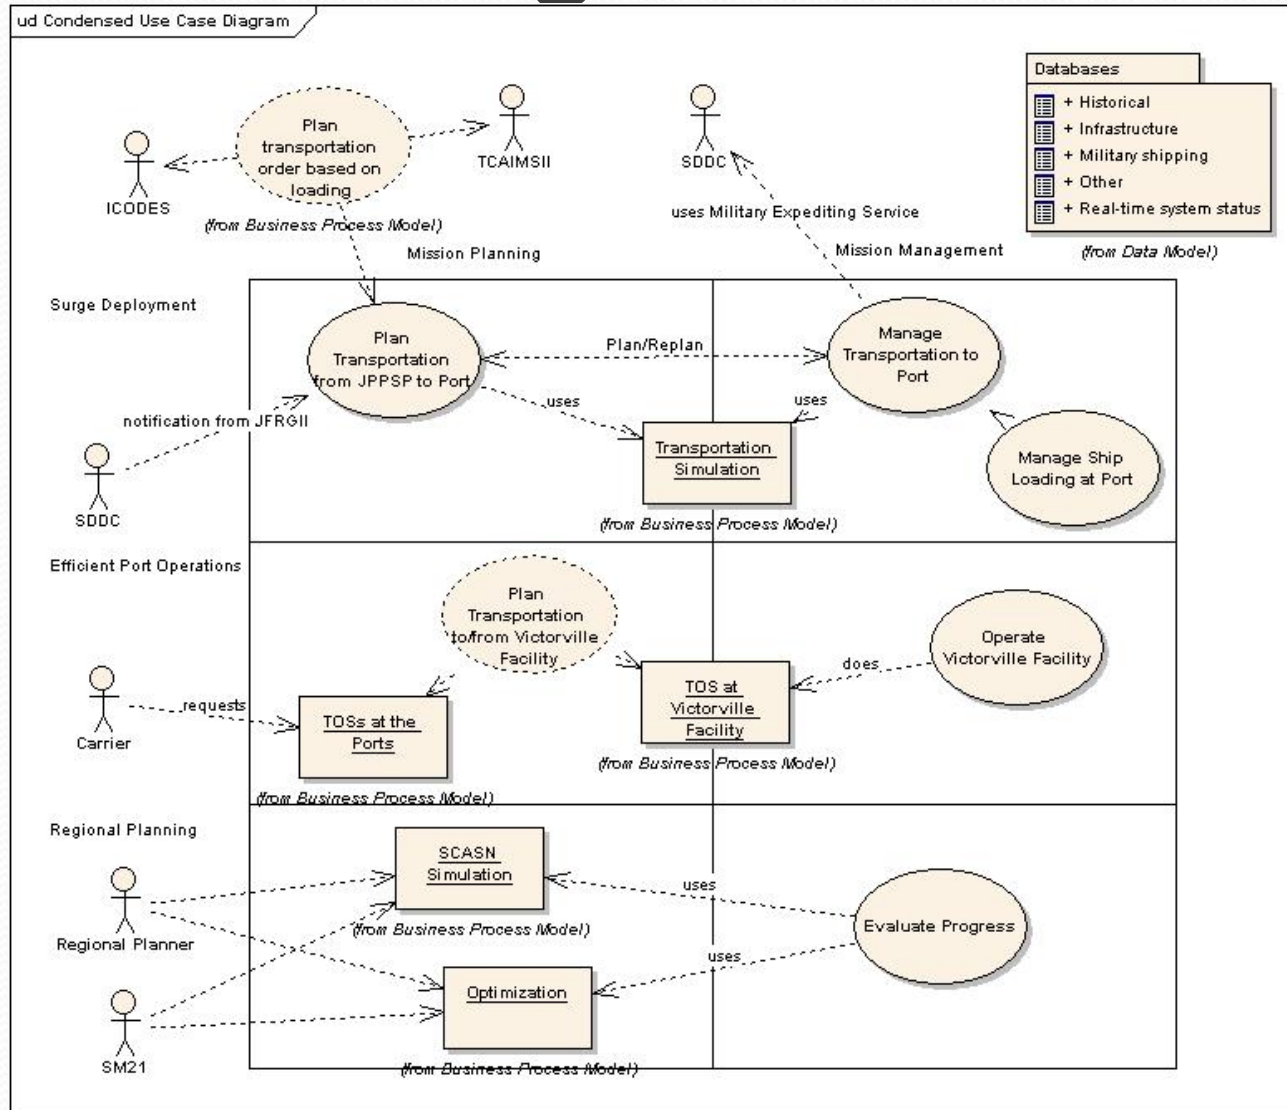 ud Condensed Use Case Diagram
Databases
+ Historical
+ Infrastructure
+ Military shipping
+ Other
+ Real-time system status
(from Data Model)
Plan
transportation
order based on
loading
(from Business Process Model)
ICODES
TCAIMSII
SDDC
uses Military Expediting Service
Mission Planning
Mission Management
Surge Deployment
Plan
Transportation
from JPPSP to Port
Plan/Replan
Manage
Transportation to
Port
uses
uses
notification from JFRGII
Transportation
Simulation
(from Business Process Model)
Manage Ship
Loading at Port
SDDC
Efficient Port Operations
Plan
Transportation
to/from Victorville
Facility
Operate
Victorville Facility
does
TOS at
Victorville
Facility
(from Business Process Model)
requests
TOSs at the
Ports
(from Business Process Model)
Carrier
Regional Planning
SCASN
Simulation
(from Business Process Model)
uses
Evaluate Progress
uses
Regional Planner
Optimization
(from Business Process Model)
SM21